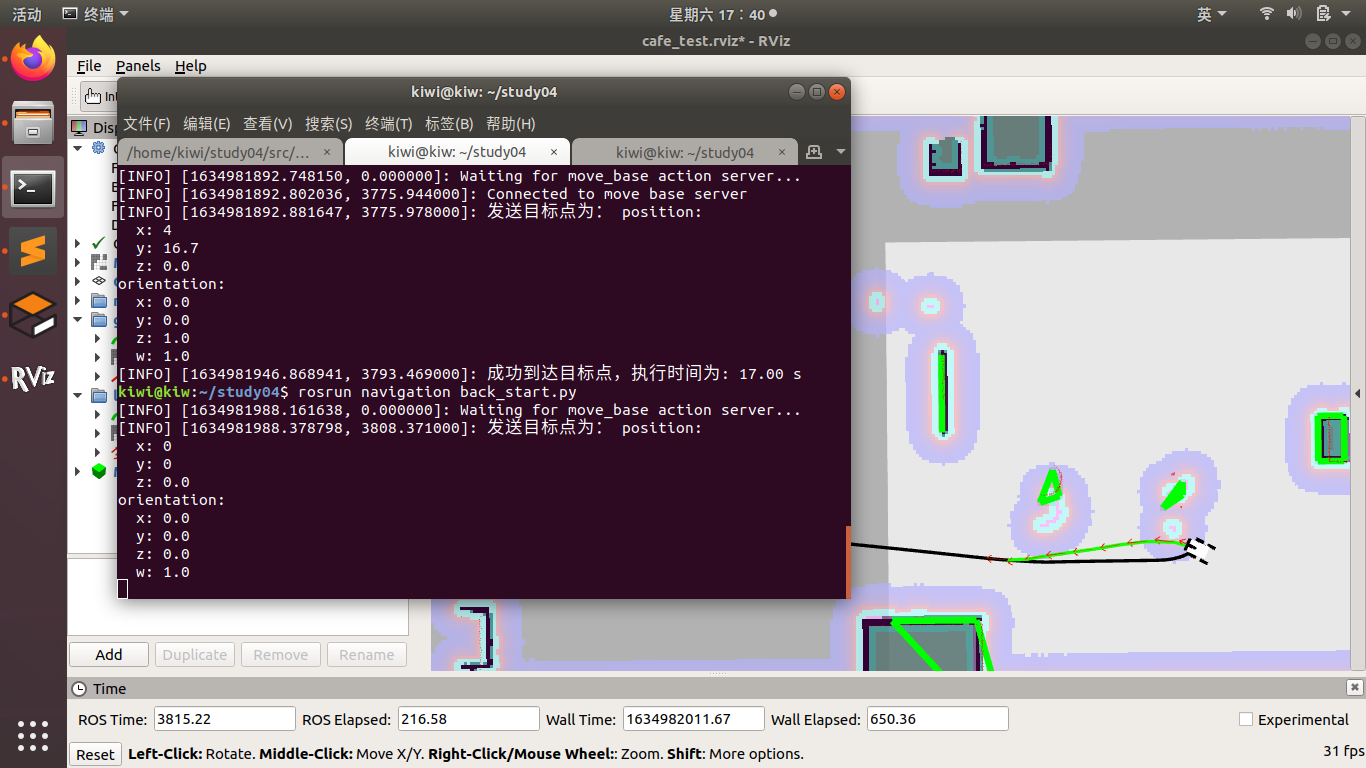 活动 终端 星期六 17：40 英
cafe_test.rviz* - RViz
File Panels Help
Int
kiwi@kiw: ~/study04
文件(F) 编辑(E) 查看(V) 搜索(S) 终端(T) 标签(B) 帮助(H)
Disp
/home/kiwi/study04/src/... × kiwi@kiw: ~/study04 × kiwi@kiw: ~/study04 ×
[INFO] [1634981892.748150, 0.000000]: Waiting for move_base action server...
[INFO] [1634981892.802036, 3775.944000]: Connected to move base server
[INFO] [1634981892.881647, 3775.978000]: 发送目标点为： position:
x: 4
y: 16.7
z: 0.0
orientation:
x: 0.0
y: 0.0
z: 1.0
w: 1.0
[INFO] [1634981946.868941, 3793.469000]: 成功到达目标点，执行时间为: 17.00 s
kiwi@kiw:~/study04$ rosrun navigation back_start.py
[INFO] [1634981988.161638, 0.000000]: Waiting for move_base action server...
[INFO] [1634981988.378798, 3808.371000]: 发送目标点为： position:
x: 0
y: 0
z: 0.0
orientation:
x: 0.0
y: 0.0
z: 0.0
w: 1.0
RViz
Add Duplicate Remove Rename
Time
ROS Time: 3815.22 ROS Elapsed: 216.58 Wall Time: 1634982011.67 Wall Elapsed: 650.36 Experimental
Reset Left-Click: Rotate. Middle-Click: Move X/Y. Right-Click/Mouse Wheel:: Zoom. Shift: More options. 31 fps